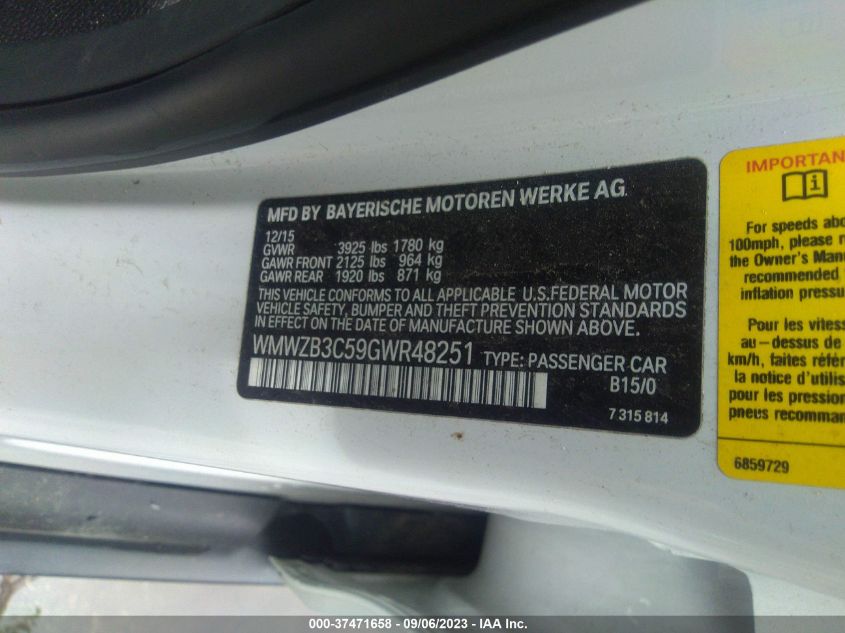 MFD BY BAYERISCHE MOTOREN WERKE AG
12/15
GVWR 3925 lbs 1780 kg
GAWR FRONT 2125 lbs 964 kg
GAWR REAR 1920 lbs 871 kg
THIS VEHICLE CONFORMS TO ALL APPLICABLE U.S.FEDERAL MOTOR
VEHICLE SAFETY, BUMPER AND THEFT PREVENTION STANDARDS
IN EFFECT ON THE DATE OF MANUFACTURE SHOWN ABOVE.
WMWZB3C59GWR48251 TYPE: PASSENGER CAR
B15/0
7 315 814
IMPORTAN
i
For speeds abo
100mph, please r
the Owner's Manu
recommended
inflation pressu
Pour les vitess
au-dessus de
km/h, faites référ
la notice d'utilis
pour les pression
pneus recomman
6859729
000-37471658 - 09/06/2023 - © IAA Inc.